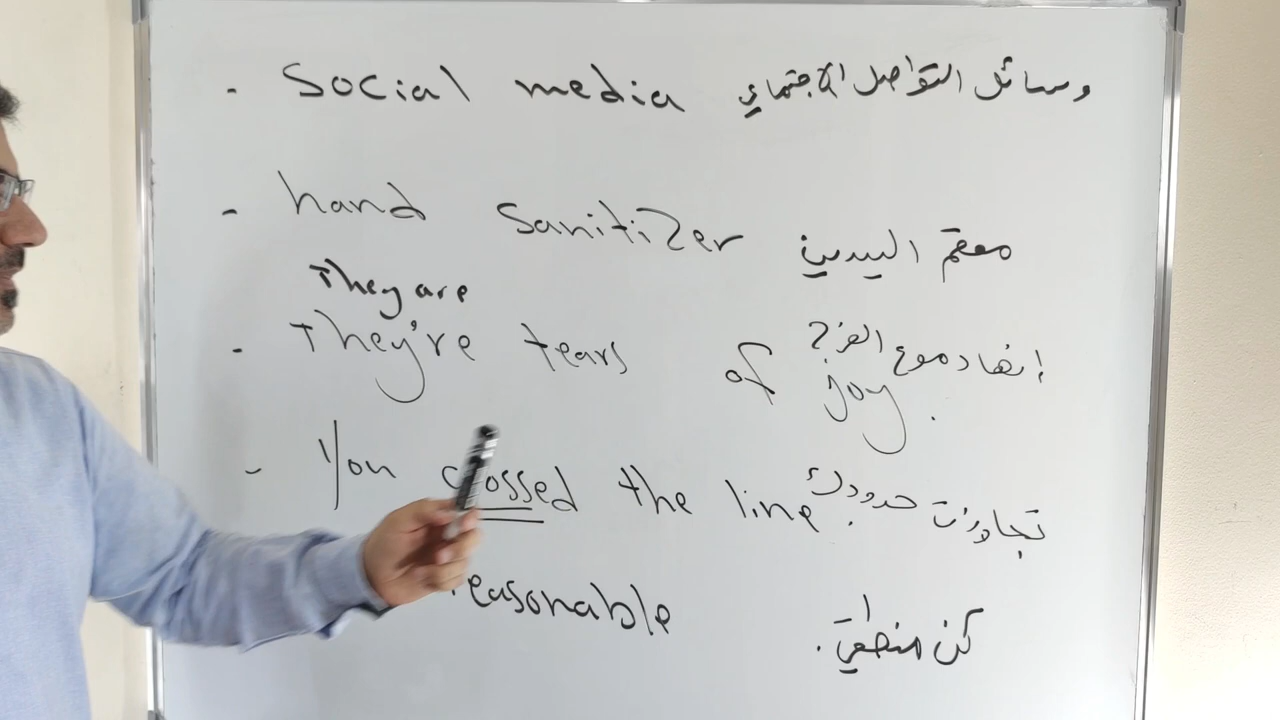 . Social media وسائل التواصل الاجتماعي
- hand sanitizer معقم اليدين
They are
. They're tears of joy. إنها دموع الفرح
- You crossed the line. تجاوزت حدودك
reasonable كن منطقيا.